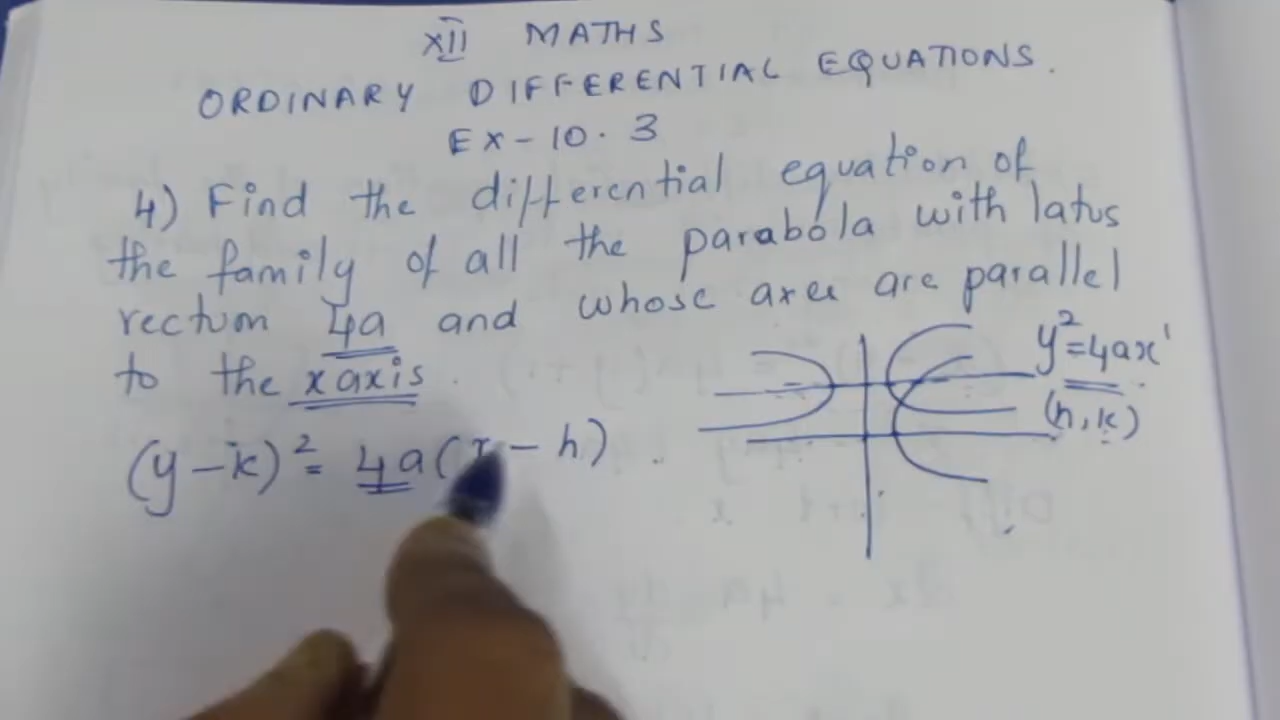 XII MATHS
ORDINARY DIFFERENTIAL EQUATIONS.
EX-10.3
4) Find the differential equation of
the family of all the parabola with latus
rectum 4a and whose axes are parallel
to the x axis.
y²=4ax
(h,k)
(y-k)²=4a(x-h)